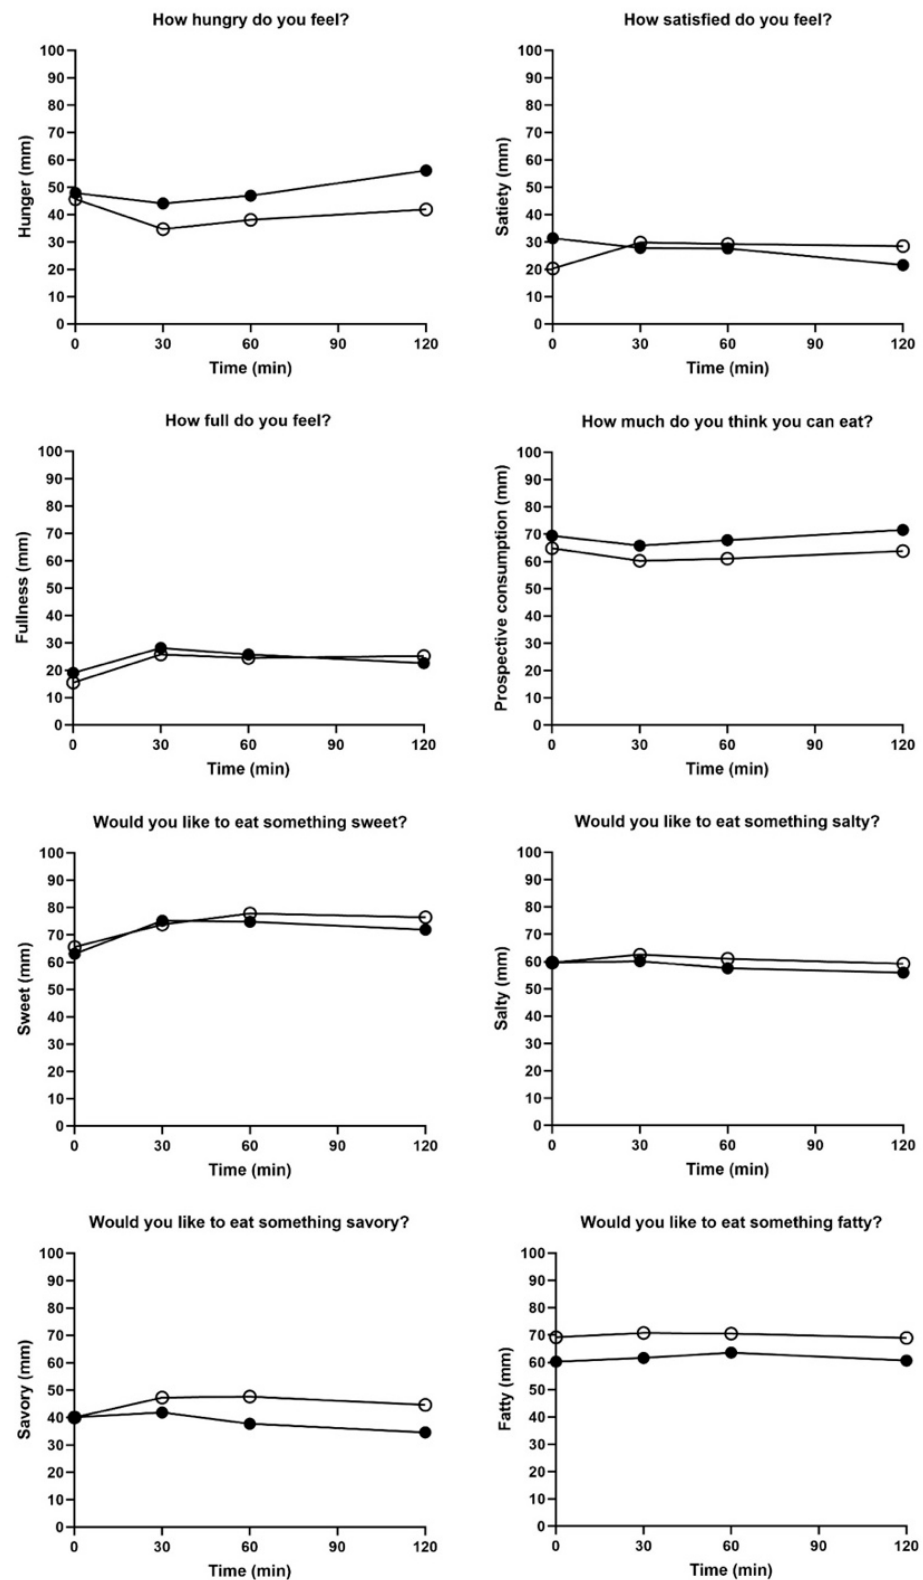 How hungry do you feel?
100
90
80
70
60
50
40
30
20
10
0
Hunger (mm)
0 30 60 90 120
Time (min)
How satisfied do you feel?
100
90
80
70
60
50
40
30
20
10
0
Satiety (mm)
0 30 60 90 120
Time (min)
How full do you feel?
100
90
80
70
60
50
40
30
20
10
0
Fullness (mm)
0 30 60 90 120
Time (min)
How much do you think you can eat?
100
90
80
70
60
50
40
30
20
10
0
Prospective consumption (mm)
0 30 60 90 120
Time (min)
Would you like to eat something sweet?
100
90
80
70
60
50
40
30
20
10
0
Sweet (mm)
0 30 60 90 120
Time (min)
Would you like to eat something salty?
100
90
80
70
60
50
40
30
20
10
0
Salty (mm)
0 30 60 90 120
Time (min)
Would you like to eat something savory?
100
90
80
70
60
50
40
30
20
10
0
Savory (mm)
0 30 60 90 120
Time (min)
Would you like to eat something fatty?
100
90
80
70
60
50
40
30
20
10
0
Fatty (mm)
0 30 60 90 120
Time (min)